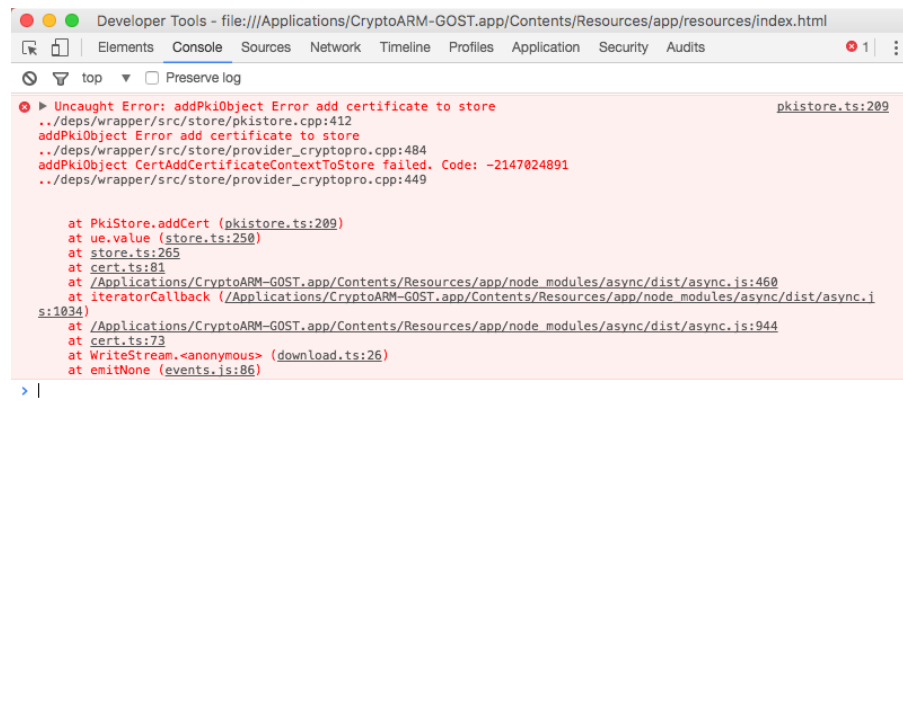 Developer Tools - file:///Applications/CryptoARM-GOST.app/Contents/Resources/app/resources/index.html
Elements Console Sources Network Timeline Profiles Application Security Audits 1
top Preserve log
Uncaught Error: addPkiObject Error add certificate to store pkistore.ts:209
../deps/wrapper/src/store/pkistore.cpp:412
addPkiObject Error add certificate to store
../deps/wrapper/src/store/provider_cryptopro.cpp:484
addPkiObject CertAddCertificateContextToStore failed. Code: -2147024891
../deps/wrapper/src/store/provider_cryptopro.cpp:449
at PkiStore.addCert (pkistore.ts:209)
at ue.value (store.ts:250)
at store.ts:265
at cert.ts:81
at /Applications/CryptoARM-GOST.app/Contents/Resources/app/node_modules/async/dist/async.js:460
at iteratorCallback (/Applications/CryptoARM-GOST.app/Contents/Resources/app/node_modules/async/dist/async.j
s:1034)
at /Applications/CryptoARM-GOST.app/Contents/Resources/app/node_modules/async/dist/async.js:944
at cert.ts:73
at WriteStream.<anonymous> (download.ts:26)
at emitNone (events.js:86)